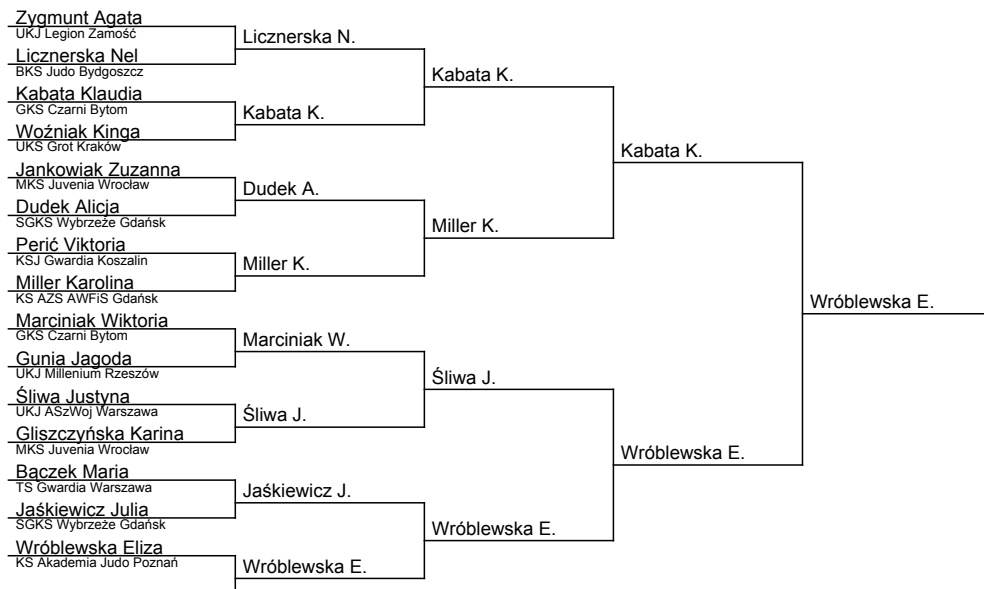 Zygmunt Agata
UKJ Legion Zamość
Licznerska N.
Licznerska Nel
BKS Judo Bydgoszcz
Kabata K.
Kabata Klaudia
GKS Czarni Bytom
Kabata K.
Woźniak Kinga
UKS Grot Kraków
Kabata K.
Jankowiak Zuzanna
MKS Juvenia Wrocław
Dudek A.
Dudek Alicja
SGKS Wybrzeże Gdańsk
Miller K.
Perić Viktoria
KSJ Gwardia Koszalin
Miller K.
Miller Karolina
KS AZS AWFiS Gdańsk
Wróblewska E.
Marciniak Wiktoria
GKS Czarni Bytom
Marciniak W.
Gunia Jagoda
UKJ Millenium Rzeszów
Śliwa J.
Śliwa Justyna
UKJ ASzWoj Warszawa
Śliwa J.
Gliszczyńska Karina
MKS Juvenia Wrocław
Wróblewska E.
Bączek Maria
TS Gwardia Warszawa
Jaśkiewicz J.
Jaśkiewicz Julia
SGKS Wybrzeże Gdańsk
Wróblewska E.
Wróblewska Eliza
KS Akademia Judo Poznań
Wróblewska E.